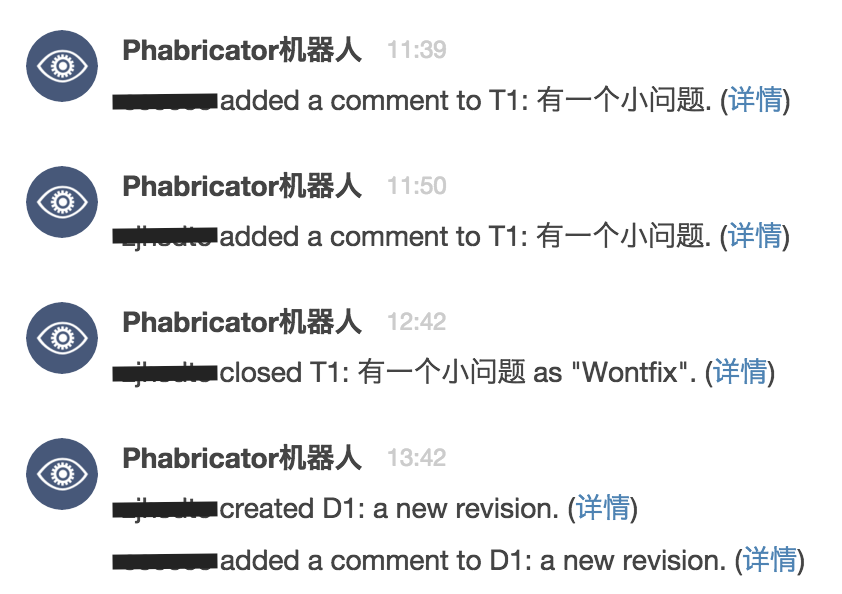 Phabricator机器人 11:39
added a comment to T1: 有一个小问题. (详情)
Phabricator机器人 11:50
added a comment to T1: 有一个小问题. (详情)
Phabricator机器人 12:42
closed T1: 有一个小问题 as "Wontfix". (详情)
Phabricator机器人 13:42
created D1: a new revision. (详情)
added a comment to D1: a new revision. (详情)